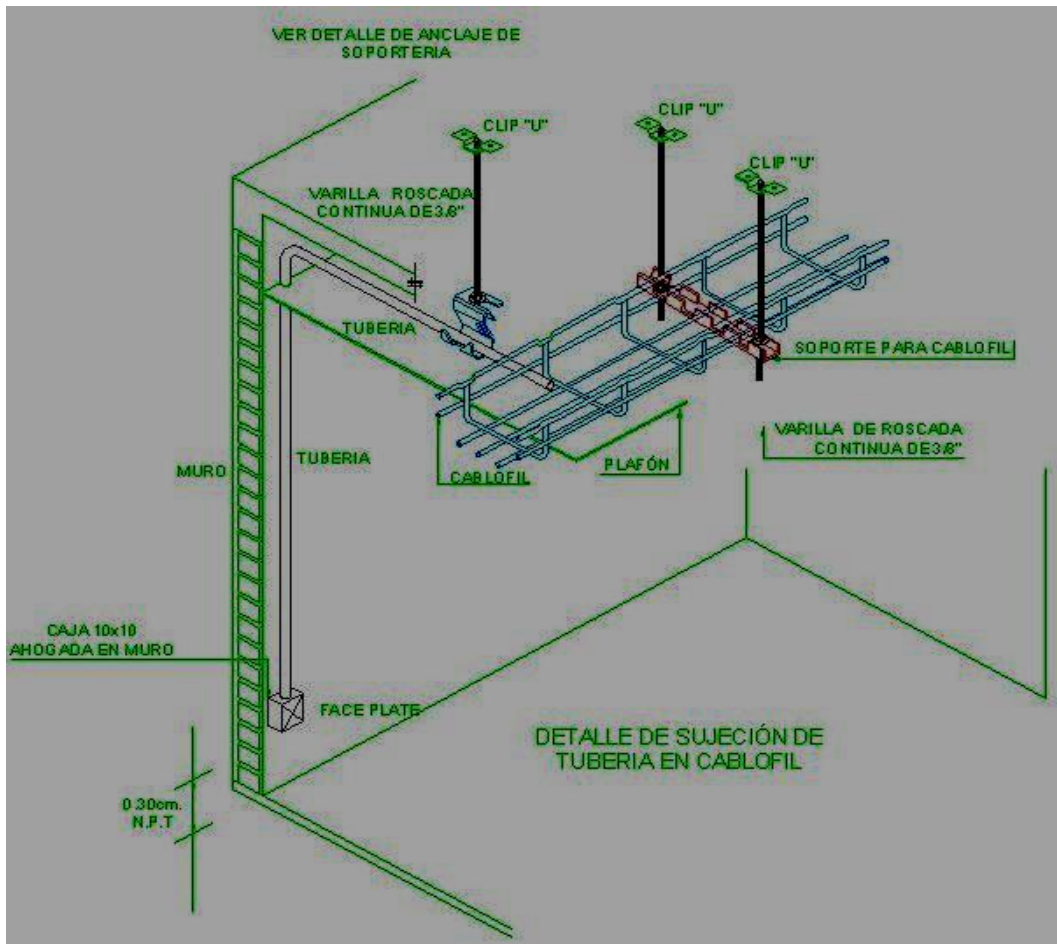 VER DETALLE DE ANCLAJE DE
SOPORTERIA
CLIP "U"
CLIP "U"
CLIP "U"
VARILLA ROSCADA
CONTINUA DE 3.8"
TUBERIA
SOPORTE PARA CABLOFIL
VARILLA DE ROSCADA
CONTINUA DE 3.8"
MURO
TUBERIA
CABLOFIL
PLAFÓN
CAJA 10x10
AHOGADA EN MURO
FACE PLATE
DETALLE DE SUJECIÓN DE
TUBERIA EN CABLOFIL
0.30cm.
N.P.T